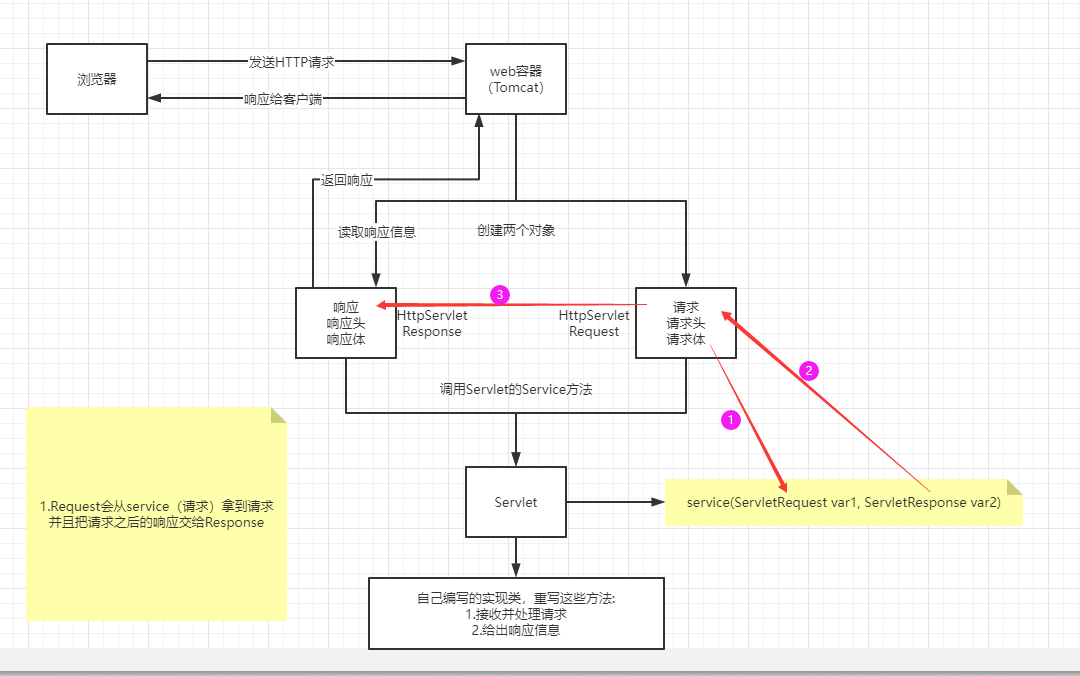 浏览器
发送HTTP请求
响应给客户端
web容器
（Tomcat）
返回响应
读取响应信息
创建两个对象
响应
响应头
响应体
3
HttpServlet
Response
HttpServlet
Request
请求
请求头
请求体
2
调用Servlet的Service方法
1
1.Request会从service（请求）拿到请求
并且把请求之后的响应交给Response
Servlet
service(ServletRequest var1, ServletResponse var2)
自己编写的实现类，重写这些方法:
1.接收并处理请求
2.给出响应信息